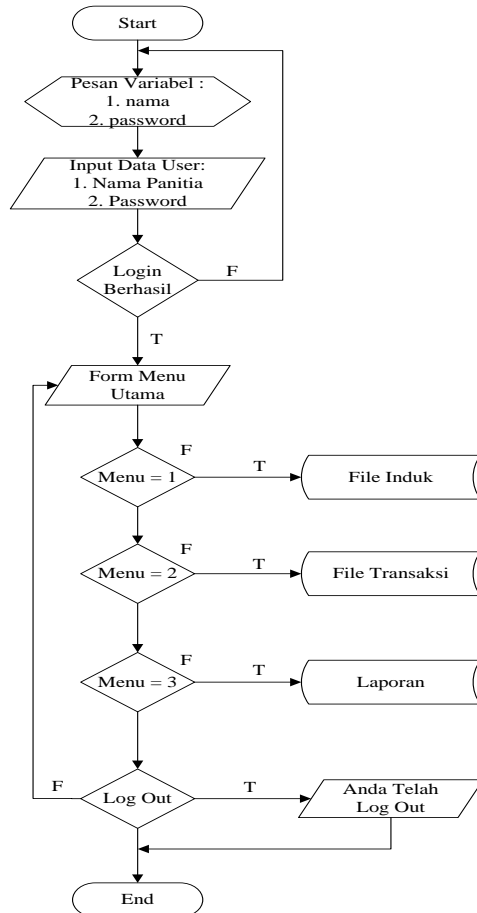 Start
Pesan Variabel :
1. nama
2. password
Input Data User:
1. Nama Panitia
2. Password
Login
Berhasil
F
T
Form Menu
Utama
F
Menu = 1
T
File Induk
F
Menu = 2
T
File Transaksi
F
Menu = 3
T
Laporan
F
Log Out
T
Anda Telah
Log Out
End